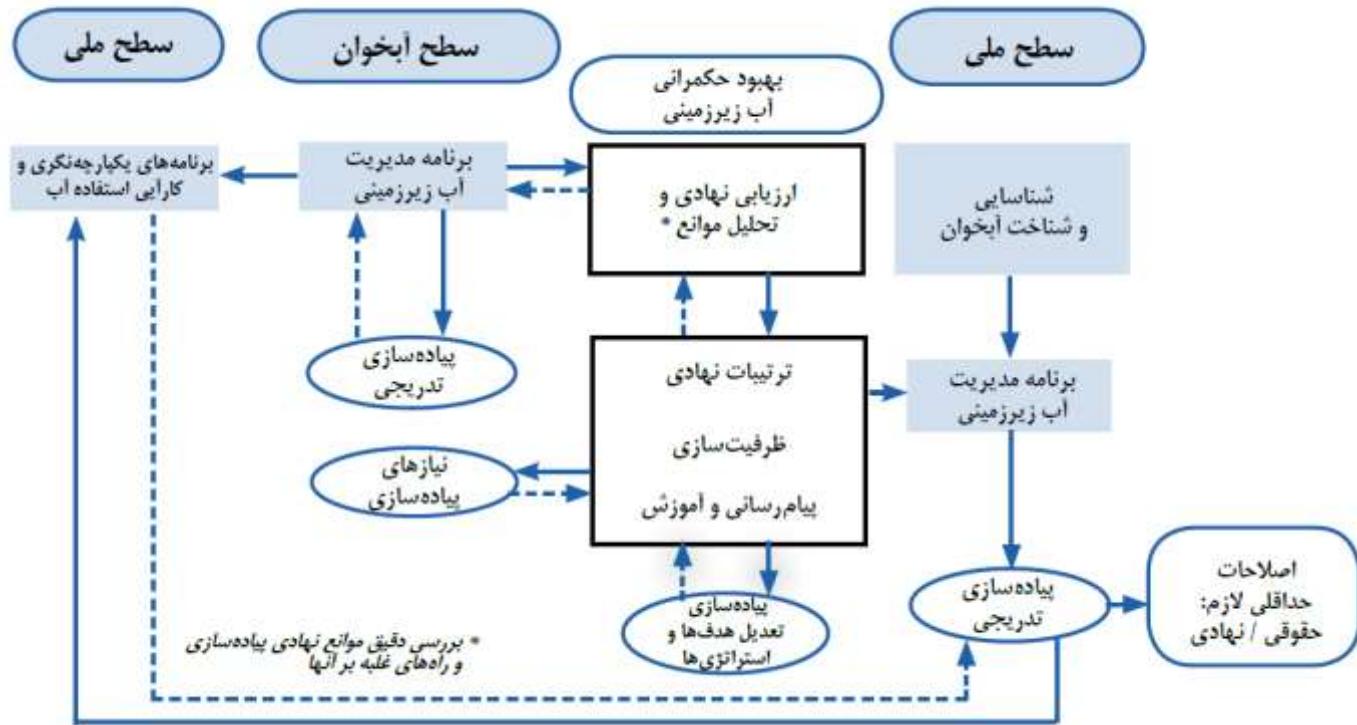 سطح ملی
سطح آبخوان
سطح ملی
بهبود حکمرانی
آب زیرزمینی
شناسایی
و شناخت آبخوان
ارزیابی نهادی و
تحلیل موانع *
برنامه مدیریت
آب زیرزمینی
برنامه‌های یکپارچه‌نگری و
کارآیی استفاده آب
پیاده‌سازی
تدریجی
ترتیبات نهادی
ظرفیت‌سازی
پیام‌رسانی و آموزش
برنامه مدیریت
آب زیرزمینی
نیازهای
پیاده‌سازی
پیاده‌سازی
تدریجی
اصلاحات
حداقلی لازم:
حقوقی / نهادی
پیاده‌سازی
تعدیل هدف‌ها و
استراتژی‌ها
* بررسی دقیق موانع نهادی پیاده‌سازی
و راه‌های غلبه بر آنها